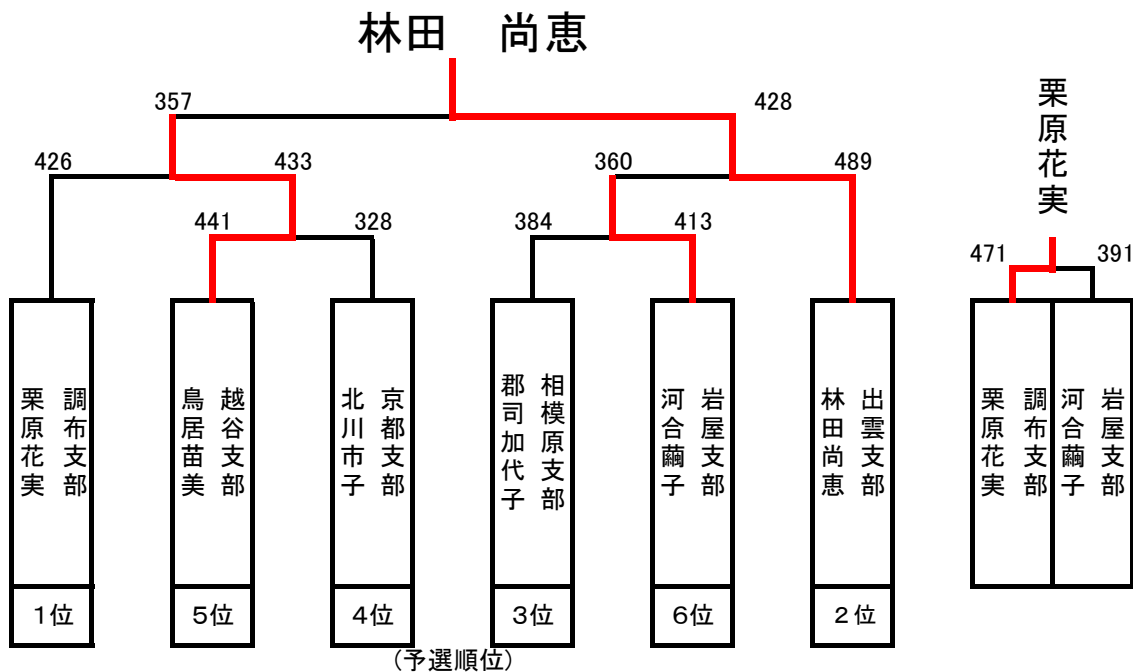 林田　尚恵
357
428
426
433
360
489
441
328
384
413
栗原花実
471
391
調布支部
栗原花実
越谷支部
鳥居苗美
京都支部
北川市子
相模原支部
郡司加代子
岩屋支部
河合繭子
出雲支部
林田尚恵
調布支部
栗原花実
岩屋支部
河合繭子
1位
5位
4位
3位
6位
2位
(予選順位)